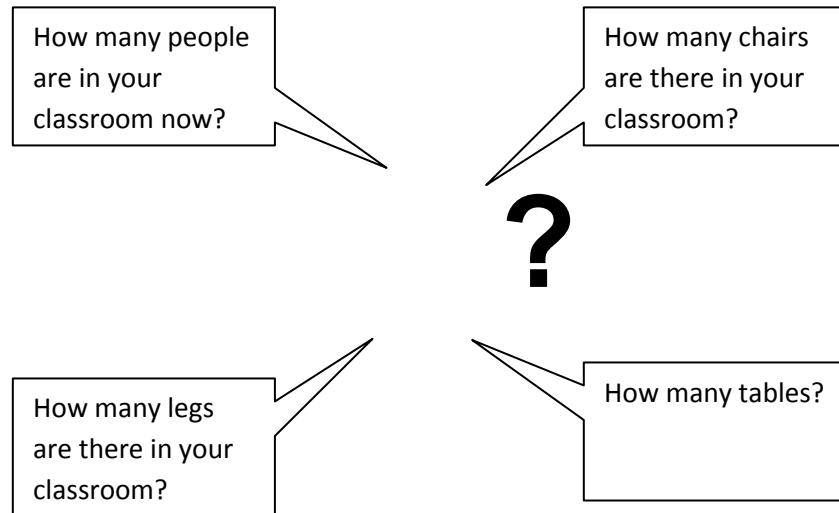 How many people
are in your
classroom now?
How many chairs
are there in your
classroom?
?
How many legs
are there in your
classroom?
How many tables?